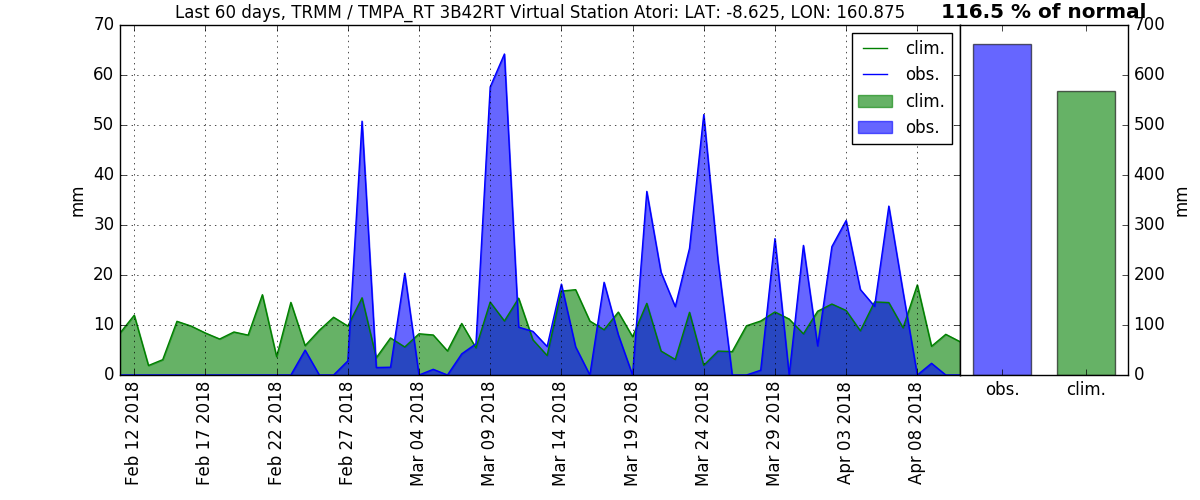 Last 60 days, TRMM / TMPA_RT 3B42RT Virtual Station Atori: LAT: -8.625, LON: 160.875
116.5 % of normal
70
60
50
40
30
20
10
0
mm
clim.
obs.
clim.
obs.
Feb 12 2018
Feb 17 2018
Feb 22 2018
Feb 27 2018
Mar 04 2018
Mar 09 2018
Mar 14 2018
Mar 19 2018
Mar 24 2018
Mar 29 2018
Apr 03 2018
Apr 08 2018
700
600
500
400
300
200
100
0
mm
obs.
clim.